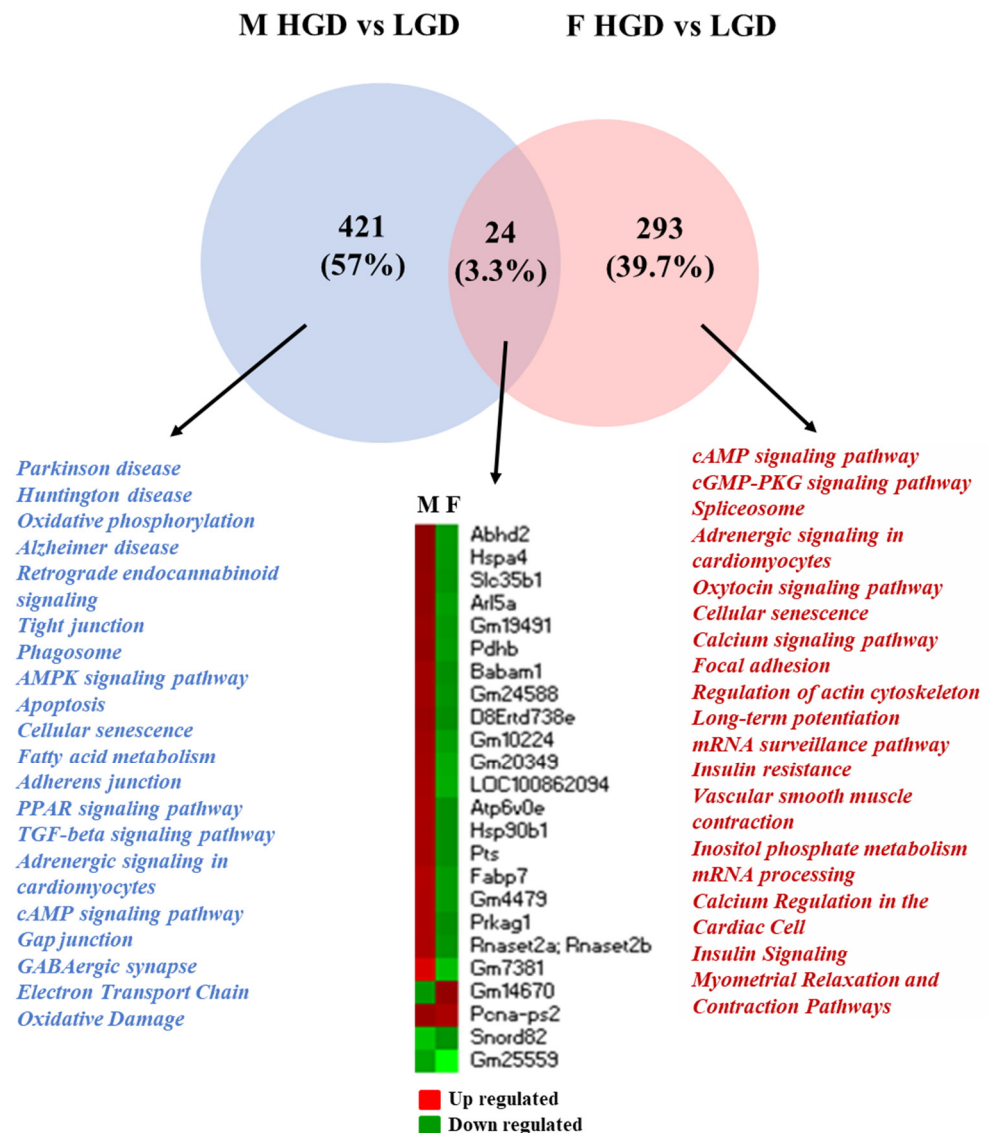 M HGD vs LGD
F HGD vs LGD
421
(57%)
24
(3.3%)
293
(39.7%)
Parkinson disease
Huntington disease
Oxidative phosphorylation
Alzheimer disease
Retrograde endocannabinoid
signaling
Tight junction
Phagosome
AMPK signaling pathway
Apoptosis
Cellular senescence
Fatty acid metabolism
Adherens junction
PPAR signaling pathway
TGF-beta signaling pathway
Adrenergic signaling in
cardiomyocytes
cAMP signaling pathway
Gap junction
GABAergic synapse
Electron Transport Chain
Oxidative Damage
M F
Abhd2
Hspa4
Slc35b1
Arl5a
Gm19491
Pdhb
Babam1
Gm24588
D8Ertd738e
Gm10224
Gm20349
LOC100862094
Atp6v0e
Hsp90b1
Pts
Fabp7
Gm4479
Prkag1
Rnaset2a; Rnaset2b
Gm7381
Gm14670
Pcna-ps2
Snord82
Gm25559
Up regulated
Down regulated
cAMP signaling pathway
cGMP-PKG signaling pathway
Spliceosome
Adrenergic signaling in
cardiomyocytes
Oxytocin signaling pathway
Cellular senescence
Calcium signaling pathway
Focal adhesion
Regulation of actin cytoskeleton
Long-term potentiation
mRNA surveillance pathway
Insulin resistance
Vascular smooth muscle
contraction
Inositol phosphate metabolism
mRNA processing
Calcium Regulation in the
Cardiac Cell
Insulin Signaling
Myometrial Relaxation and
Contraction Pathways